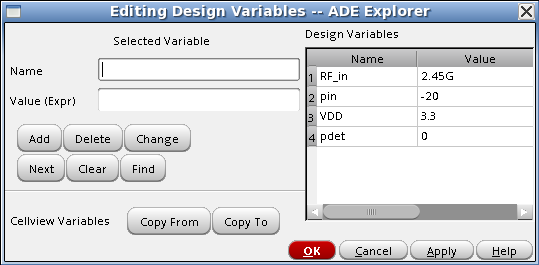 Editing Design Variables -- ADE Explorer
Selected Variable
Name
Value (Expr)
Add Delete Change
Next Clear Find
Cellview Variables Copy From Copy To
Design Variables
Name Value
1 RF_in 2.45G
2 pin -20
3 VDD 3.3
4 pdet 0
OK Cancel Apply Help